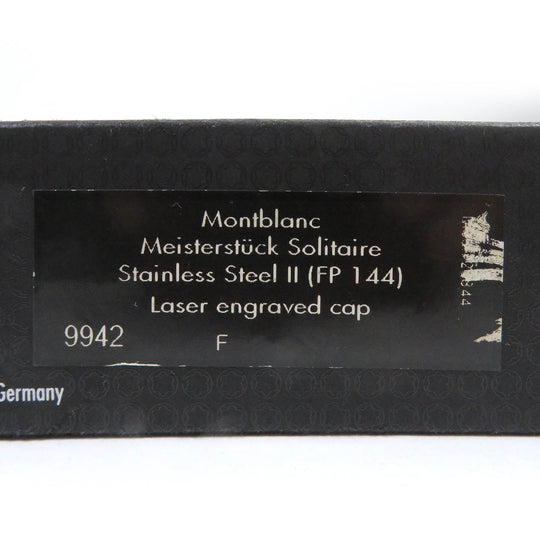 Montblanc
Meisterstück Solitaire
Stainless Steel II (FP 144)
Laser engraved cap
9942 F
Germany